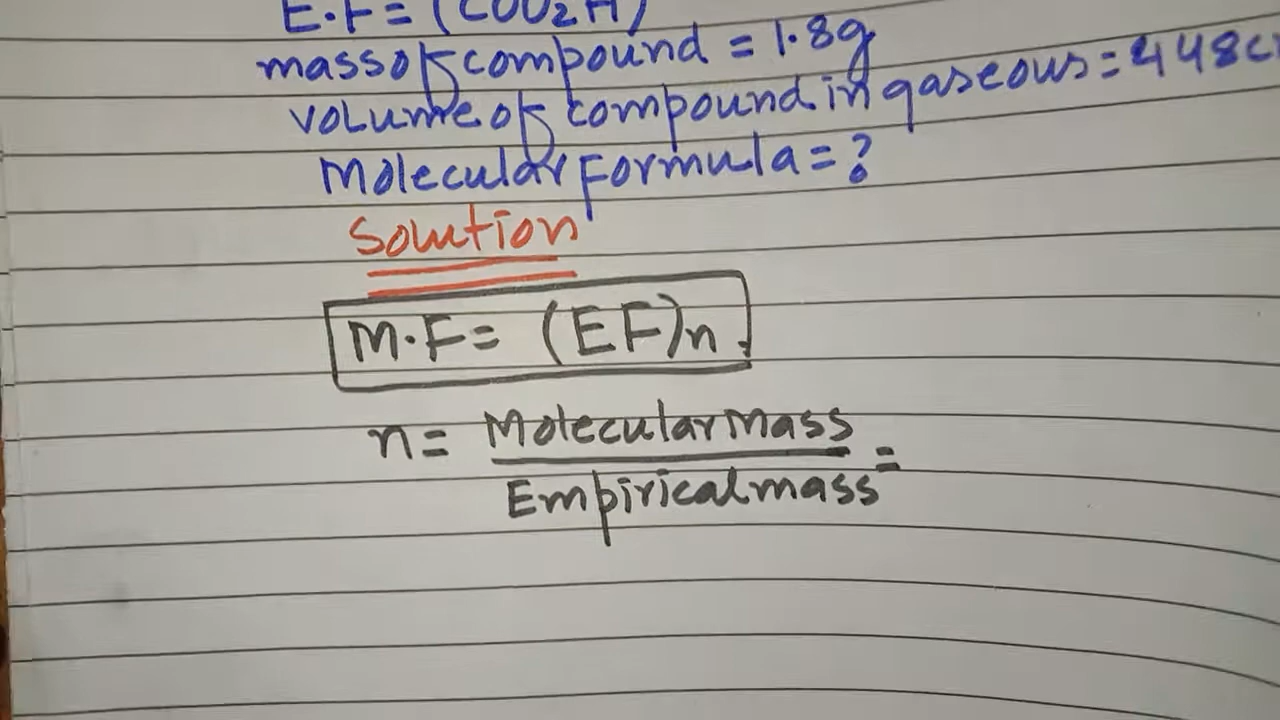 E.F = (
mass of compound = 1.8g
volume of compound in gaseous = 448c
Molecular Formula = ?
Solution
M.F = (EF)n
n = Molecular Mass
Empirical mass =